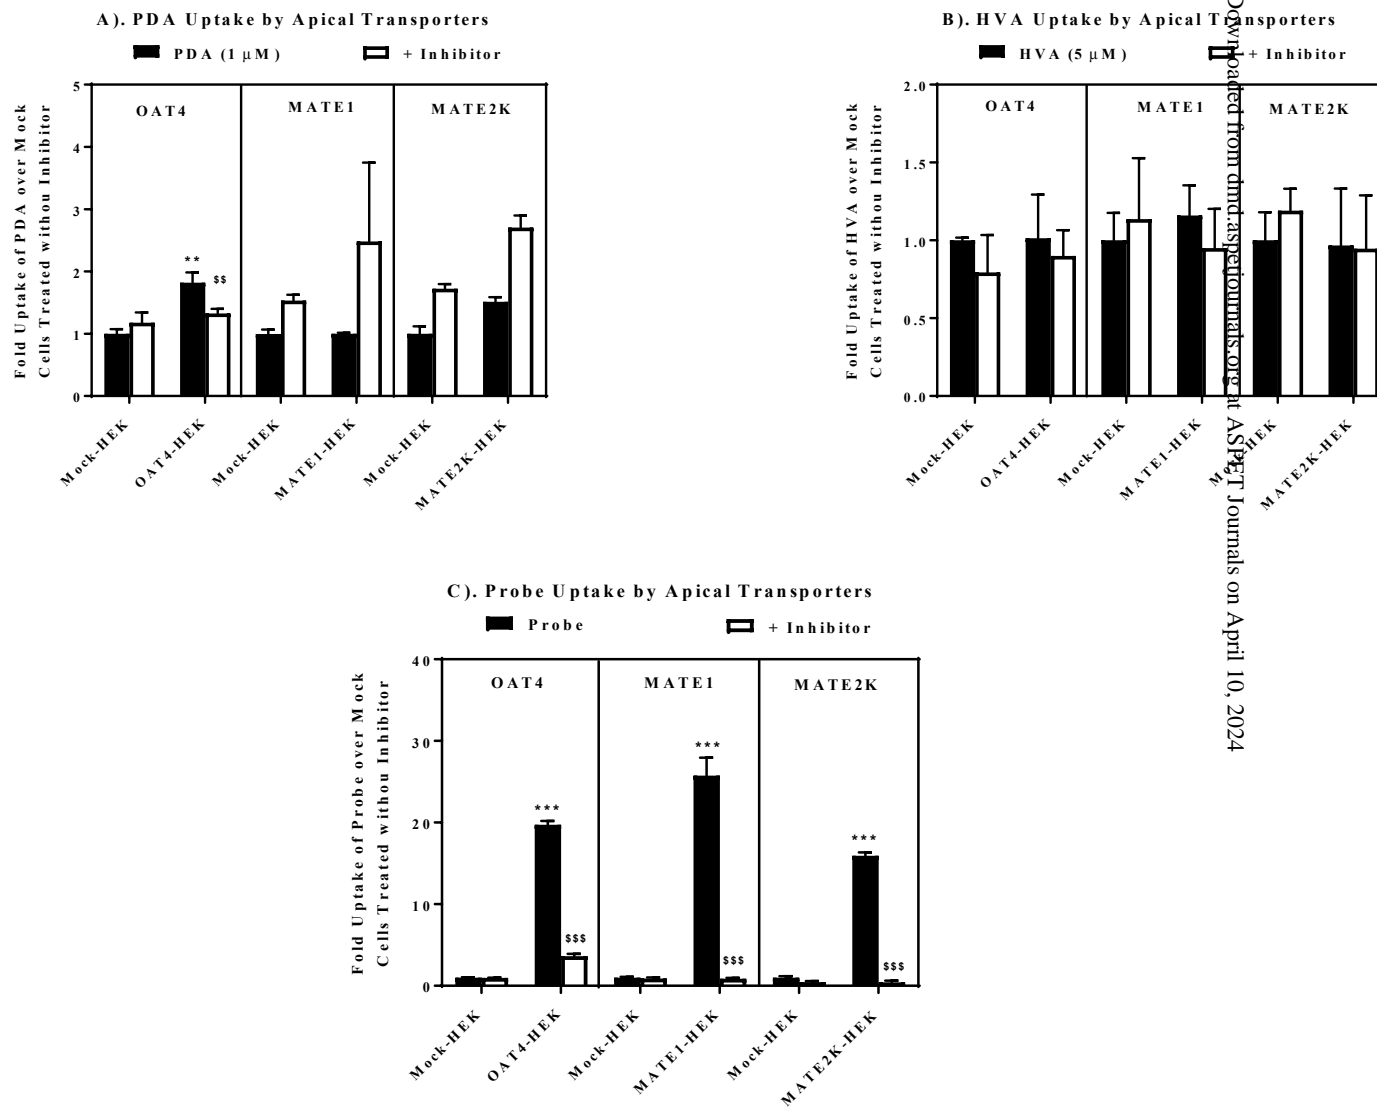 A). PDA Uptake by Apical Transporters
PDA (1 μM)
+ Inhibitor
Fold Uptake of PDA over Mock
Cells Treated without Inhibitor
5
4
3
2
1
0
OAT4
MATE1
MATE2K
**
$$
Mock-HEK
OAT4-HEK
Mock-HEK
MATE1-HEK
Mock-HEK
MATE2K-HEK
B). HVA Uptake by Apical Transporters
HVA (5 μM)
+ Inhibitor
Fold Uptake of HVA over Mock
Cells Treated without Inhibitor
2.0
1.5
1.0
0.5
0.0
OAT4
MATE1
MATE2K
Mock-HEK
OAT4-HEK
Mock-HEK
MATE1-HEK
Mock-HEK
MATE2K-HEK
C). Probe Uptake by Apical Transporters
Probe
+ Inhibitor
Fold Uptake of Probe over Mock
Cells Treated withou Inhibitor
40
30
20
10
0
OAT4
MATE1
MATE2K
***
$$$
***
$$$
***
$$$
Mock-HEK
OAT4-HEK
Mock-HEK
MATE1-HEK
Mock-HEK
MATE2K-HEK
Downloaded from dmd.aspetjournals.org at ASPET Journals on April 10, 2024